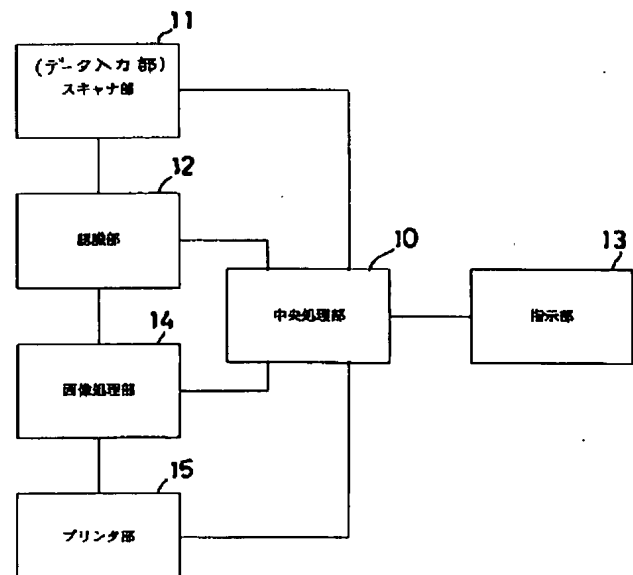 11
(データ入力部)
スキャナ部
12
認識部
10
中央処理部
13
指示部
14
画像処理部
15
プリンタ部